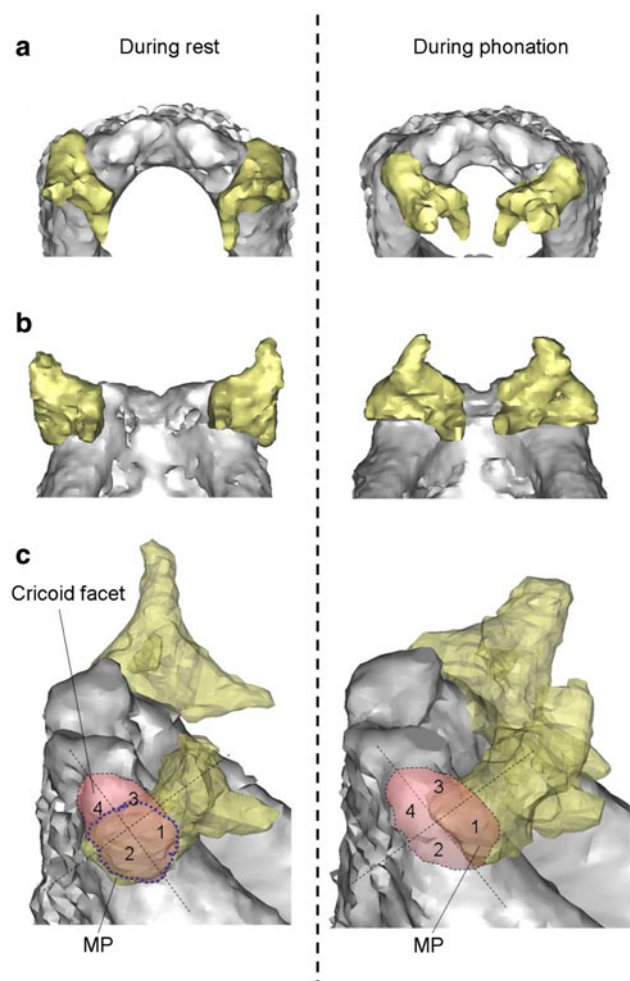 a
During rest
During phonation
b
c
Cricoid facet
3
4
1
2
MP
3
4
1
2
MP